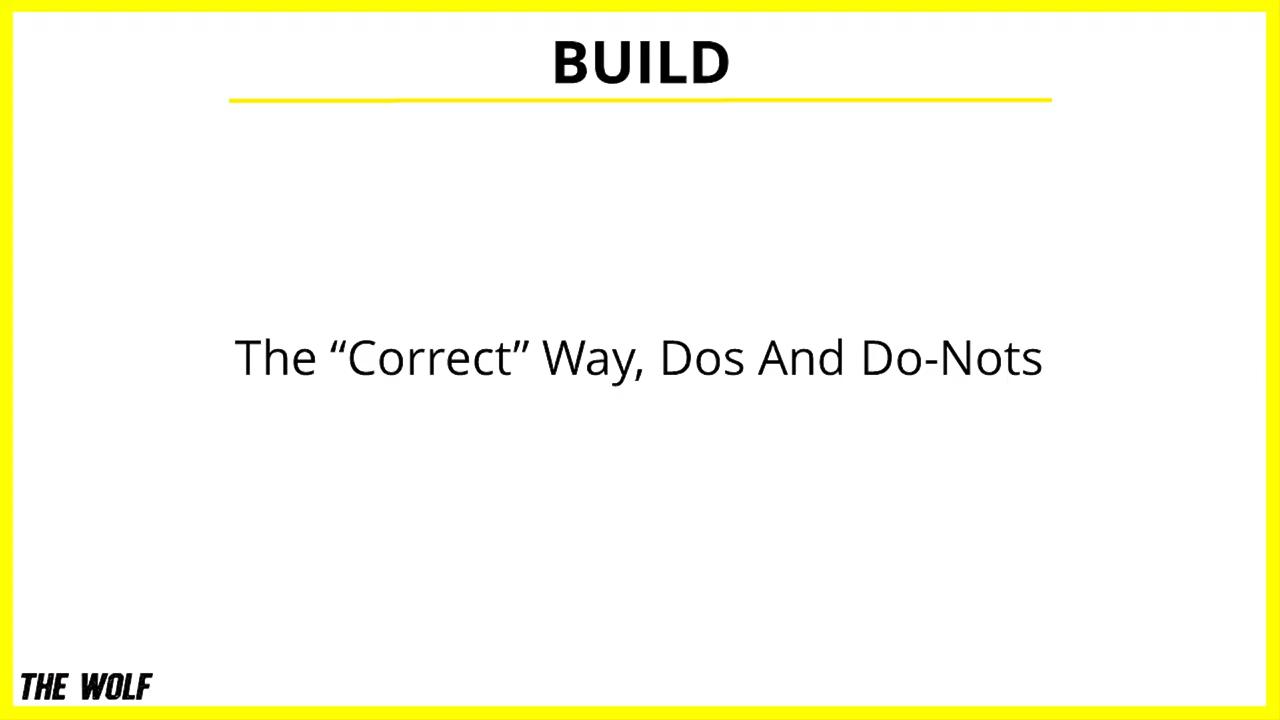 BUILD
The “Correct” Way, Dos And Do-Nots
THE WOLF